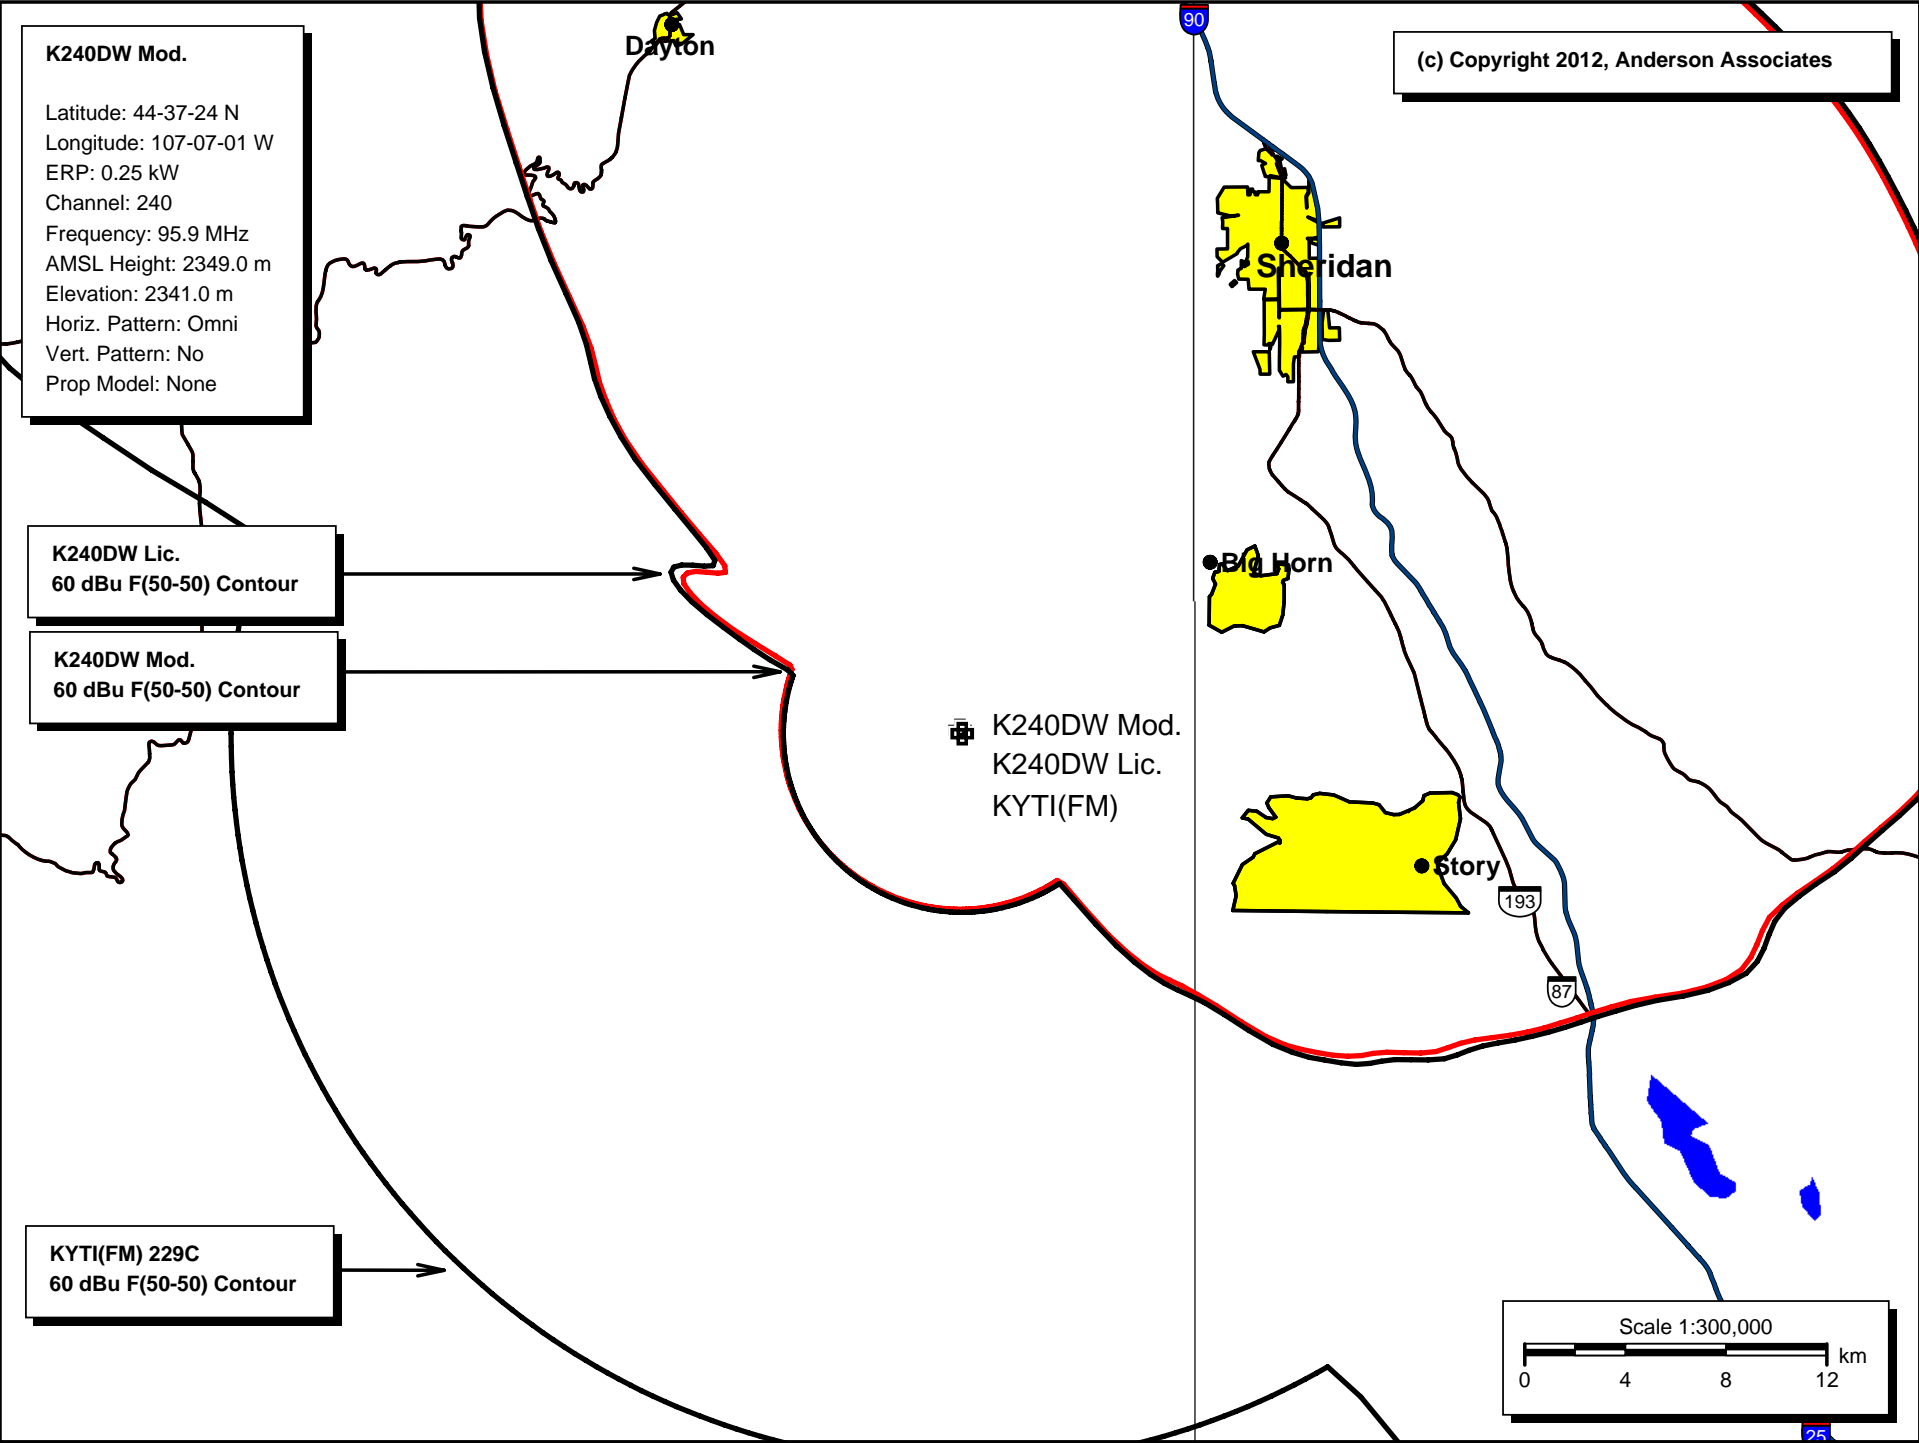 K240DW Mod.
Latitude: 44-37-24 N
Longitude: 107-07-01 W
ERP: 0.25 kW
Channel: 240
Frequency: 95.9 MHz
AMSL Height: 2349.0 m
Elevation: 2341.0 m
Horiz. Pattern: Omni
Vert. Pattern: No
Prop Model: None
Dayton
90
(c) Copyright 2012, Anderson Associates
Sheridan
K240DW Lic.
60 dBu F(50-50) Contour
Big Horn
K240DW Mod.
60 dBu F(50-50) Contour
K240DW Mod.
K240DW Lic.
KYTI(FM)
Story
193
87
KYTI(FM) 229C
60 dBu F(50-50) Contour
Scale 1:300,000
km
0 4 8 12
25